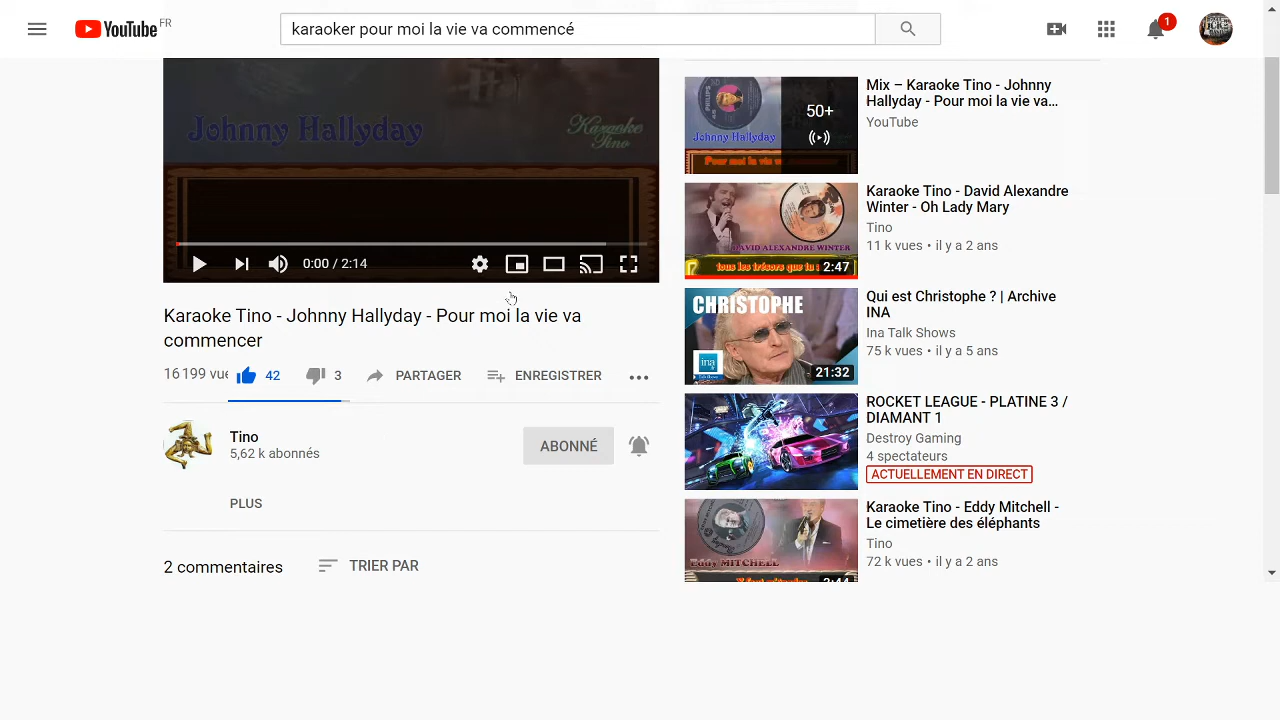 YouTube FR
karaoker pour moi la vie va commencé
1
Johnny Hallyday
Karaoke
Tino
0:00 / 2:14
Karaoke Tino - Johnny Hallyday - Pour moi la vie va
commencer
16 199 vue
42
3
PARTAGER
ENREGISTRER
Tino
5,62 k abonnés
ABONNÉ
PLUS
2 commentaires
TRIER PAR
PHILIPS
Johnny Hallyday
Pour moi la vie v
50+
Mix – Karaoke Tino - Johnny
Hallyday - Pour moi la vie va…
YouTube
DAVID ALEXANDRE WINTER
tous les trésors que tu
2:47
Karaoke Tino - David Alexandre
Winter - Oh Lady Mary
Tino
11 k vues • il y a 2 ans
CHRISTOPHE
ina
Talk Shows
21:32
Qui est Christophe ? | Archive
INA
Ina Talk Shows
75 k vues • il y a 5 ans
ROCKET LEAGUE - PLATINE 3 /
DIAMANT 1
Destroy Gaming
4 spectateurs
ACTUELLEMENT EN DIRECT
Eddy MITCHELL
Karaoke Tino - Eddy Mitchell -
Le cimetière des éléphants
Tino
72 k vues • il y a 2 ans